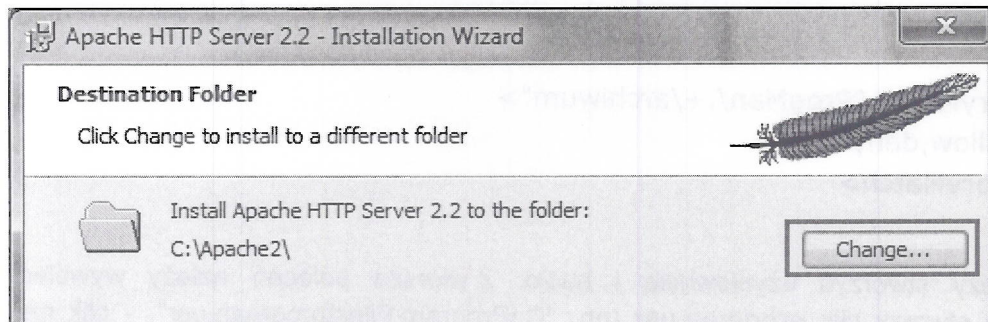 Apache HTTP Server 2.2 - Installation Wizard
Destination Folder
Click Change to install to a different folder
Install Apache HTTP Server 2.2 to the folder:
C:\Apache2\
Change...